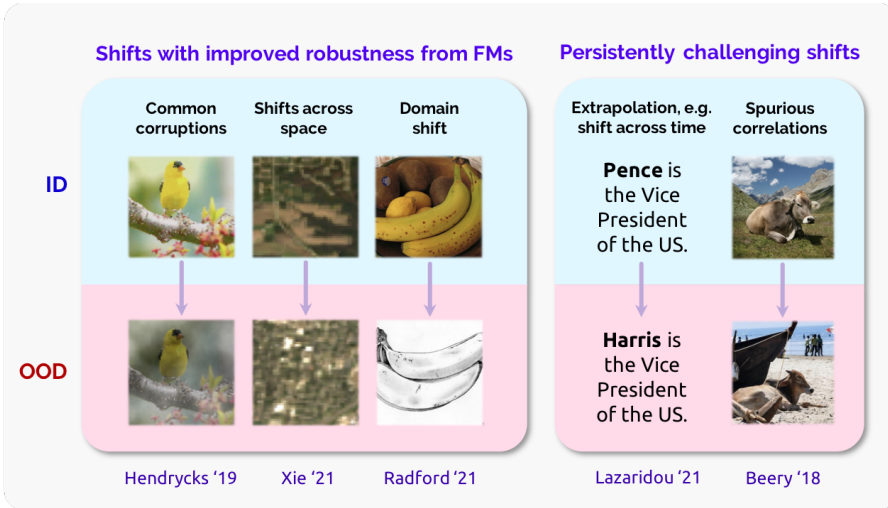 Shifts with improved robustness from FMs
Persistently challenging shifts
Common
corruptions
Shifts across
space
Domain
shift
Extrapolation, e.g.
shift across time
Spurious
correlations
ID
Pence is
the Vice
President
of the US.
OOD
Harris is
the Vice
President
of the US.
Hendrycks ‘19
Xie ‘21
Radford ‘21
Lazaridou ‘21
Beery ‘18